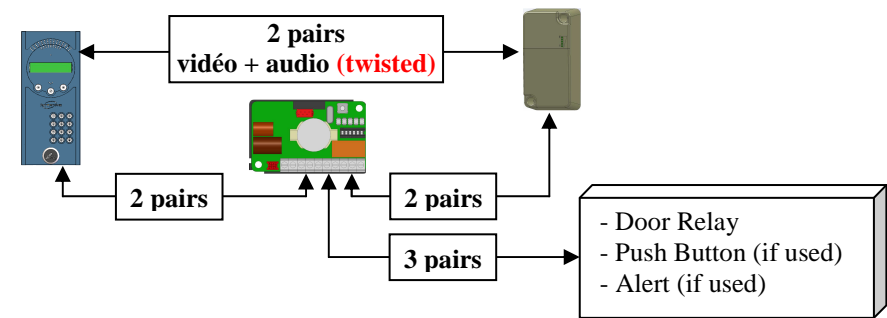 2 pairs
vidéo + audio (twisted)
2 pairs
2 pairs
3 pairs
- Door Relay
- Push Button (if used)
- Alert (if used)